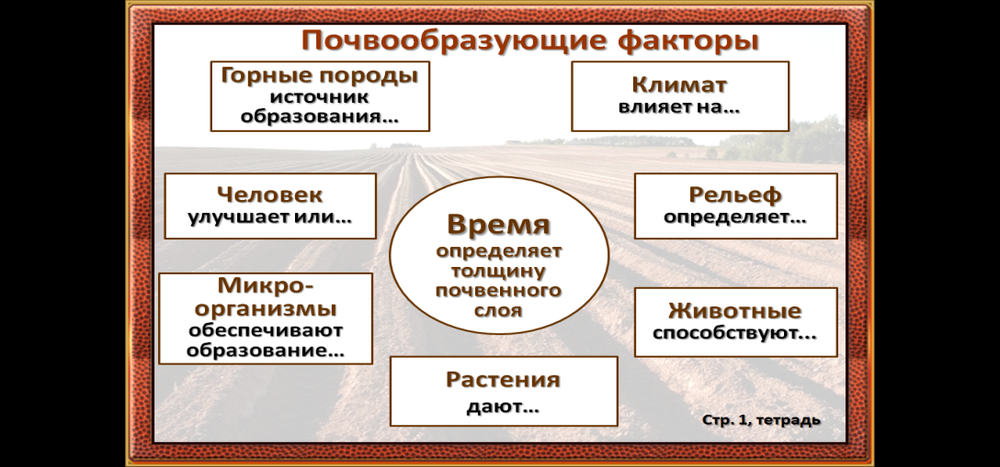 Почвообразующие факторы
Горные породы
источник
образования...
Климат
влияет на...
Человек
улучшает или...
Время
определяет
толщину
почвенного
слоя
Рельеф
определяет...
Микро-
организмы
обеспечивают
образование...
Животные
способствуют...
Растения
дают...
Стр. 1, тетрадь